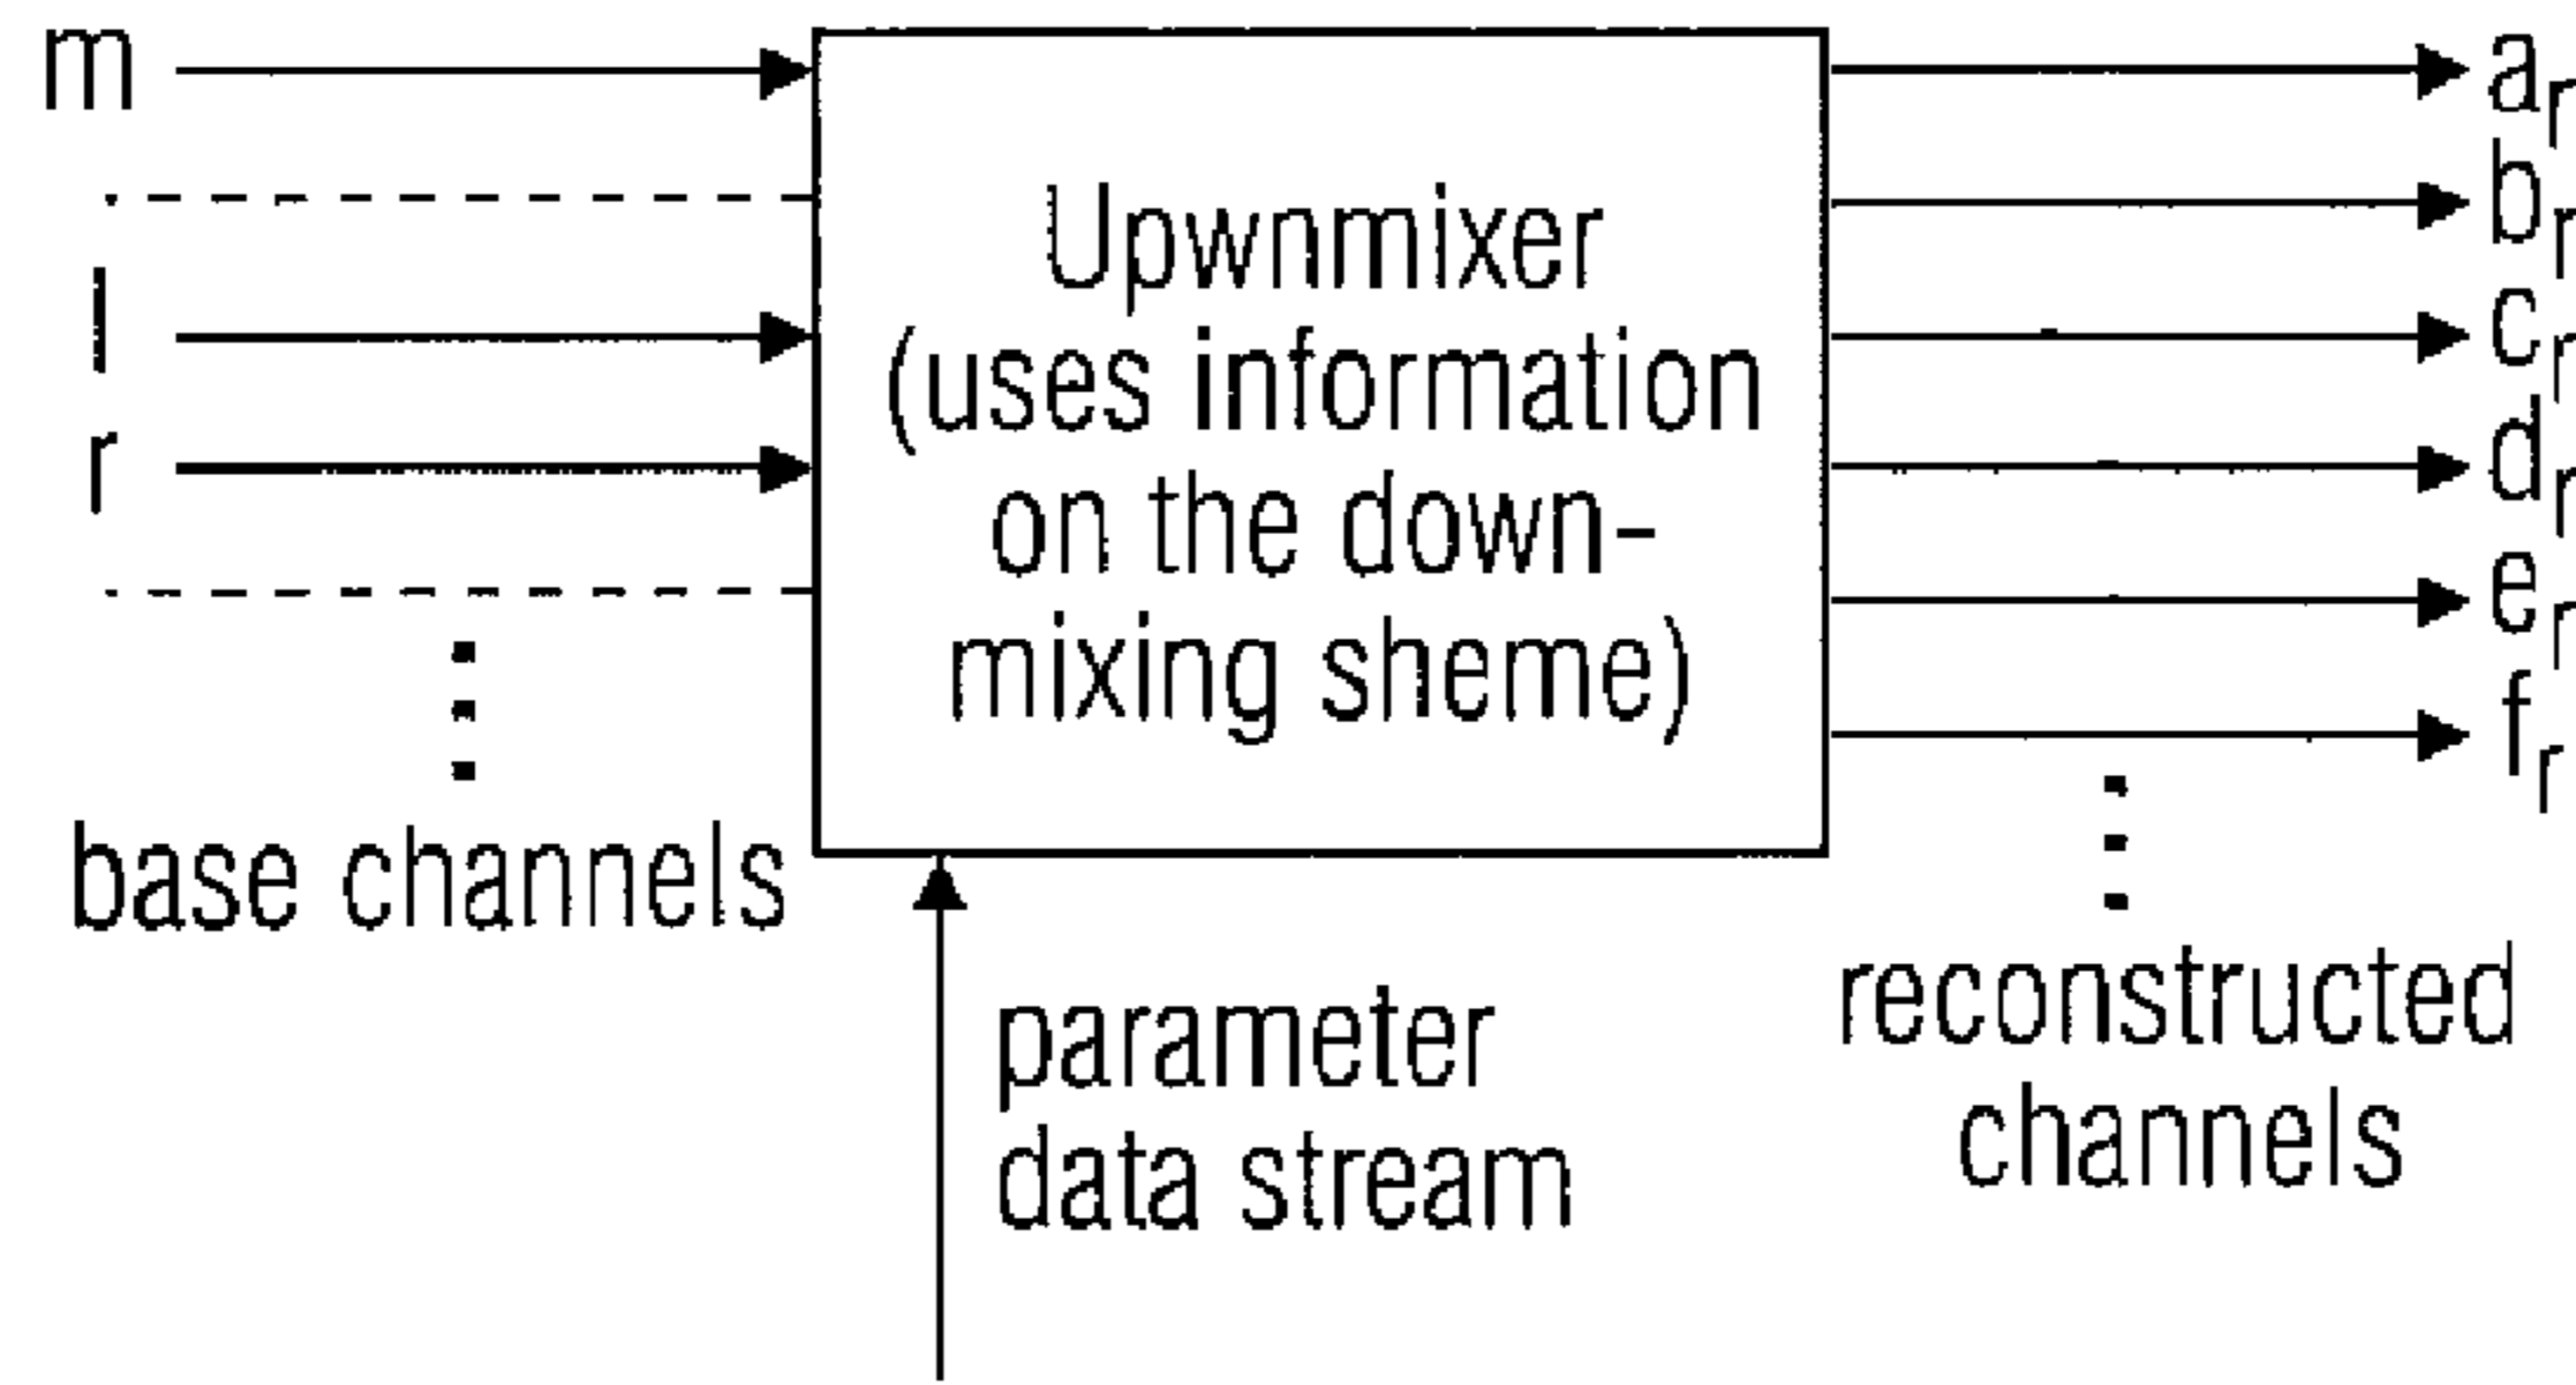 m
l
r
base channels
Upwnmixer
(uses information
on the down-
mixing sheme)
parameter
data stream
a_r
b_r
c_r
d_r
e_r
f_r
reconstructed
channels